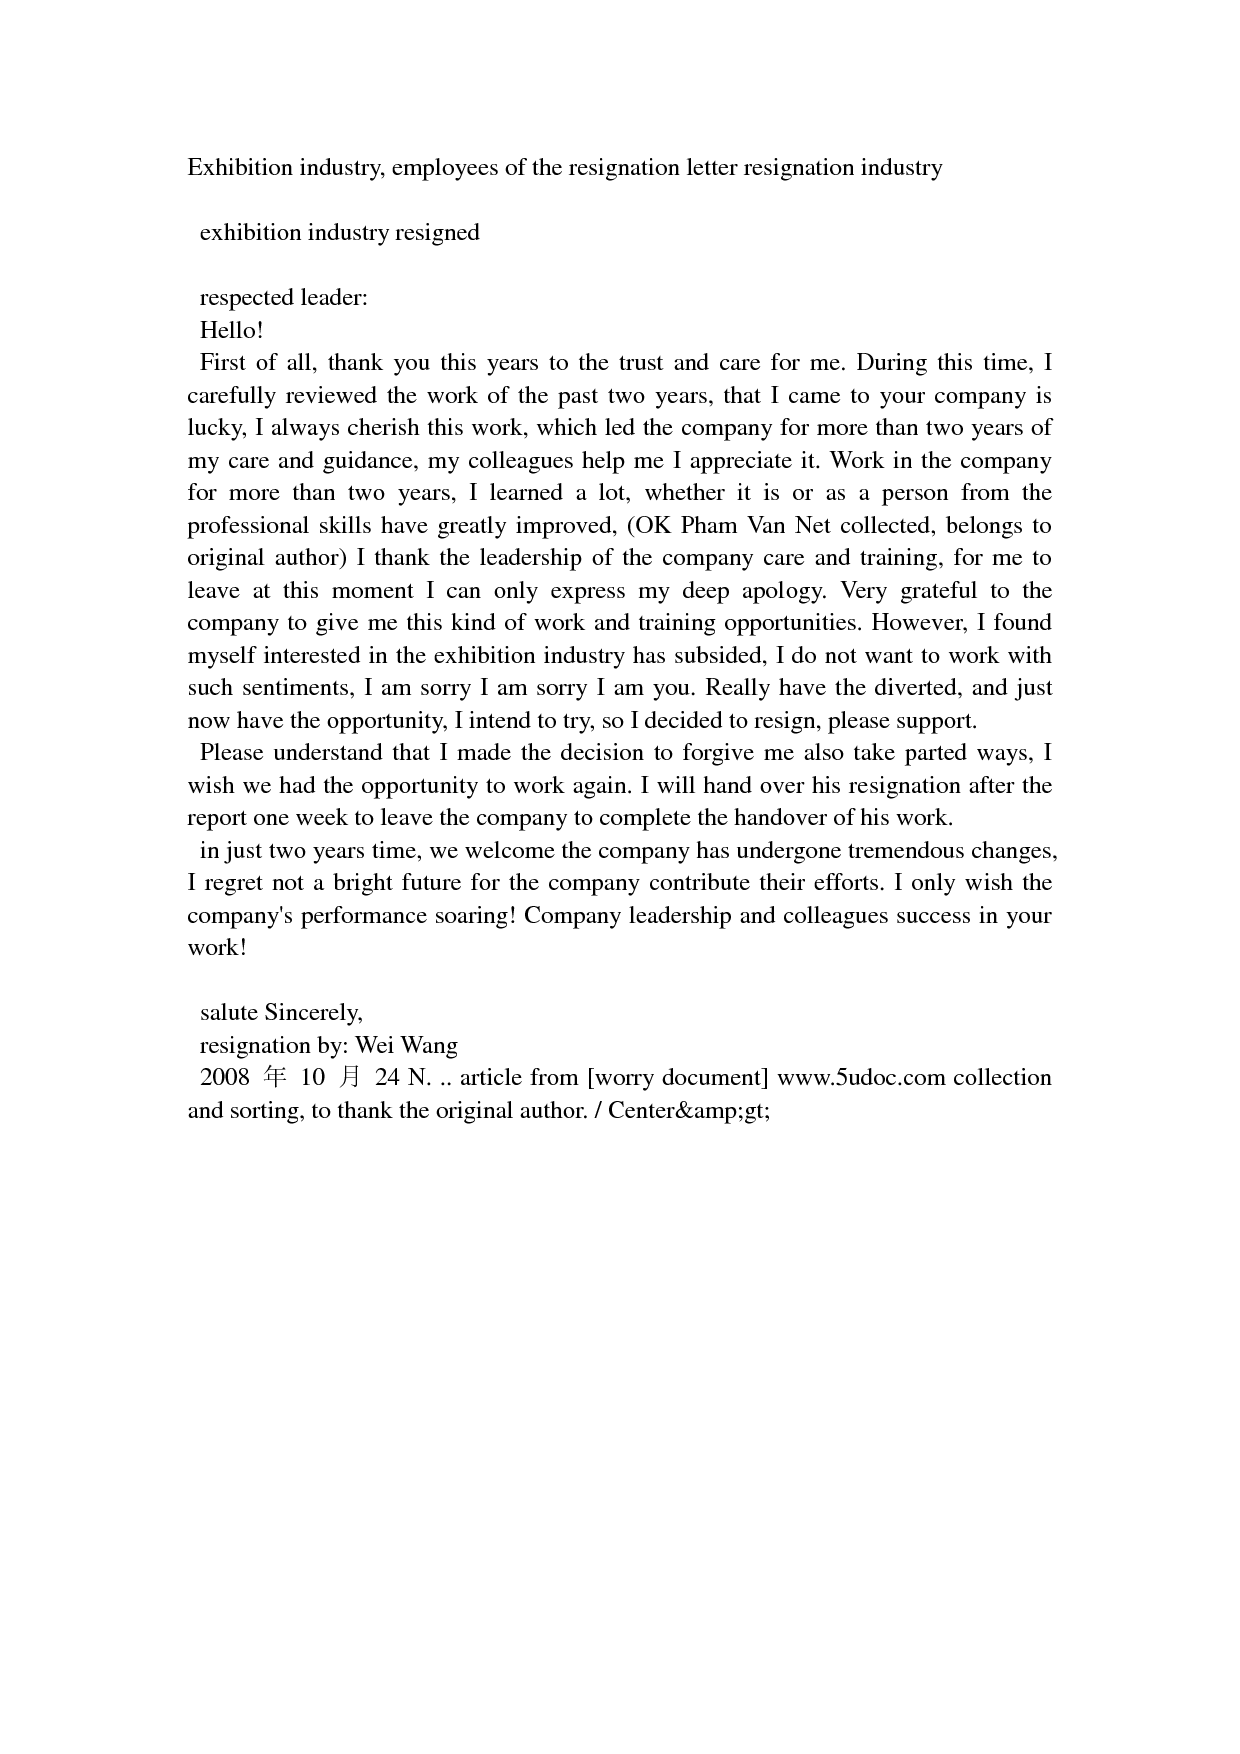 Exhibition industry, employees of the resignation letter resignation industry
exhibition industry resigned
respected leader:
Hello!
First of all, thank you this years to the trust and care for me. During this time, I
carefully reviewed the work of the past two years, that I came to your company is
lucky, I always cherish this work, which led the company for more than two years of
my care and guidance, my colleagues help me I appreciate it. Work in the company
for more than two years, I learned a lot, whether it is or as a person from the
professional skills have greatly improved, (OK Pham Van Net collected, belongs to
original author) I thank the leadership of the company care and training, for me to
leave at this moment I can only express my deep apology. Very grateful to the
company to give me this kind of work and training opportunities. However, I found
myself interested in the exhibition industry has subsided, I do not want to work with
such sentiments, I am sorry I am sorry I am you. Really have the diverted, and just
now have the opportunity, I intend to try, so I decided to resign, please support.
Please understand that I made the decision to forgive me also take parted ways, I
wish we had the opportunity to work again. I will hand over his resignation after the
report one week to leave the company to complete the handover of his work.
in just two years time, we welcome the company has undergone tremendous changes,
I regret not a bright future for the company contribute their efforts. I only wish the
company's performance soaring! Company leadership and colleagues success in your
work!
salute Sincerely,
resignation by: Wei Wang
2008 年 10 月 24 N. .. article from [worry document] www.5udoc.com collection
and sorting, to thank the original author. / Center&amp;gt;